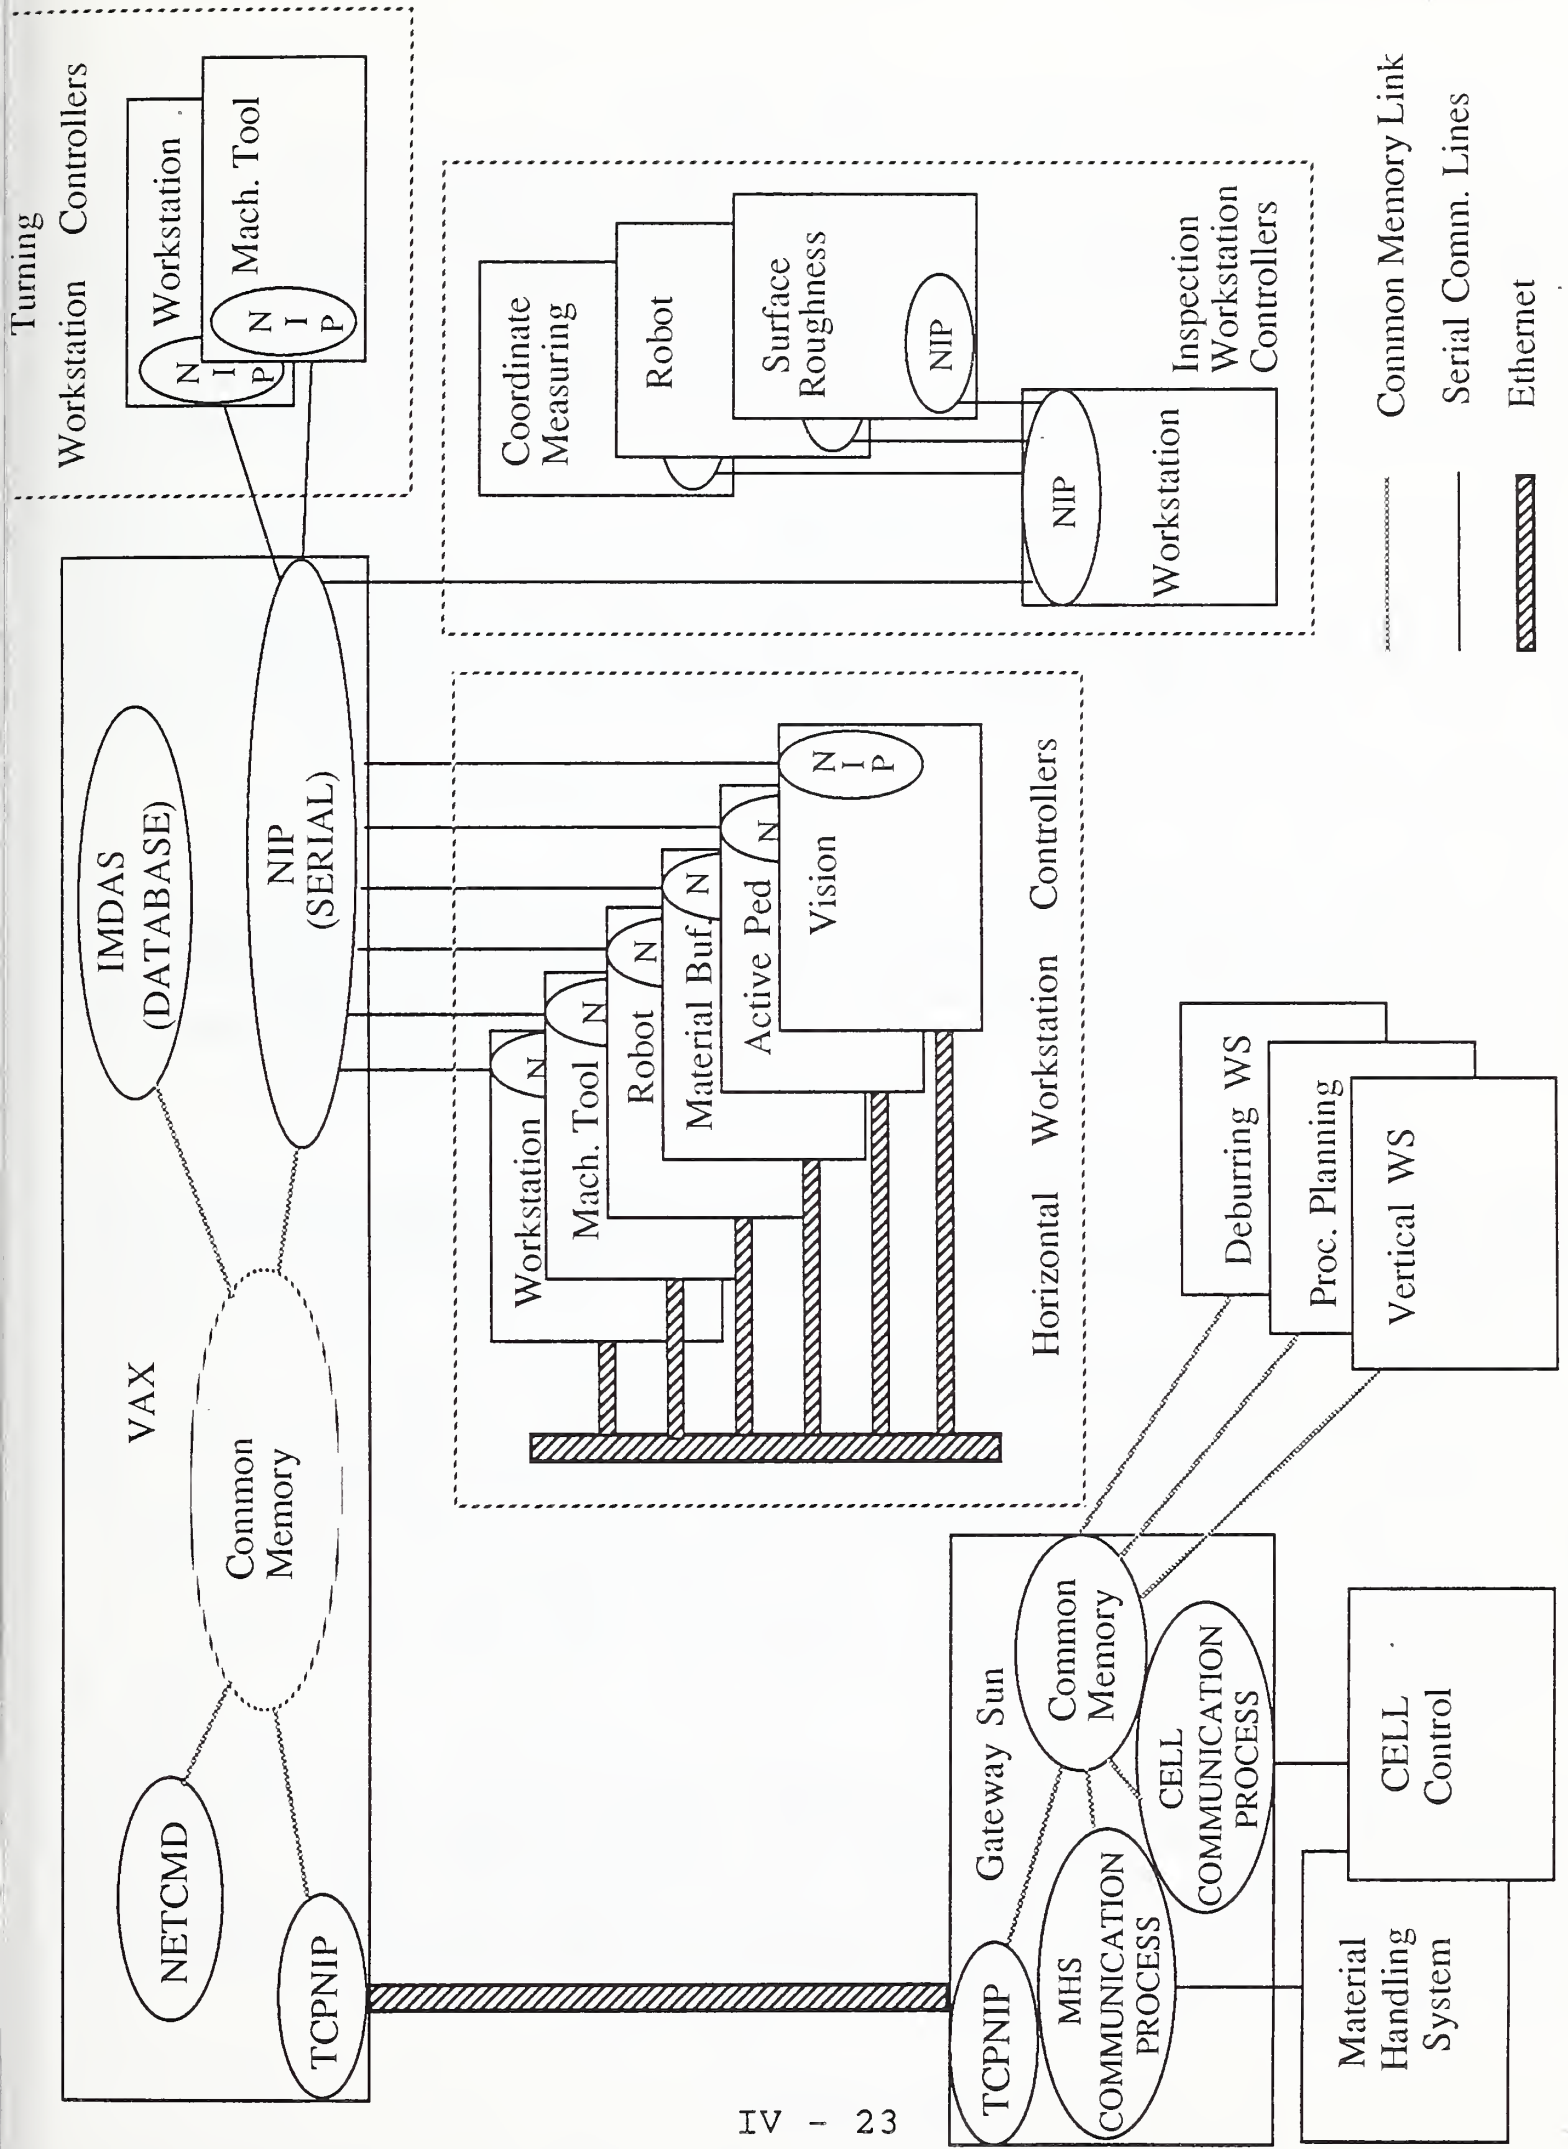 VAX
NETCMD
TCPNIP
Common
Memory
IMDAS
(DATABASE)
NIP
(SERIAL)
Turning
Workstation Controllers
Workstation
N
I
P
Mach. Tool
N
I
P
Workstation
N
Mach. Tool
N
Robot
N
Material Buf.
N
Active Ped
N
Vision
N
I
P
Horizontal Workstation Controllers
Coordinate
Measuring
Robot
Surface
Roughness
NIP
NIP
Workstation
Inspection
Workstation
Controllers
Gateway Sun
TCPNIP
Common
Memory
MHS
COMMUNICATION
PROCESS
CELL
COMMUNICATION
PROCESS
Material
Handling
System
CELL
Control
Deburring WS
Proc. Planning
Vertical WS
Common Memory Link
Serial Comm. Lines
Ethernet
IV - 23